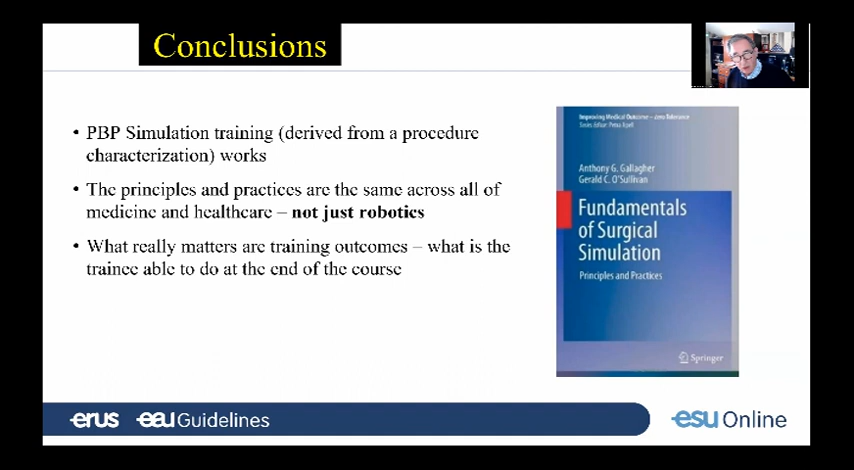 Conclusions
• PBP Simulation training (derived from a procedure
characterization) works
• The principles and practices are the same across all of
medicine and healthcare – not just robotics
• What really matters are training outcomes – what is the
trainee able to do at the end of the course
Improving Medical Outcome – Zero Tolerance
Series Editor: Petra Apell
Anthony G. Gallagher
Gerald C. O'Sullivan
Fundamentals
of Surgical
Simulation
Principles and Practices
Springer
erus eau Guidelines
esu Online